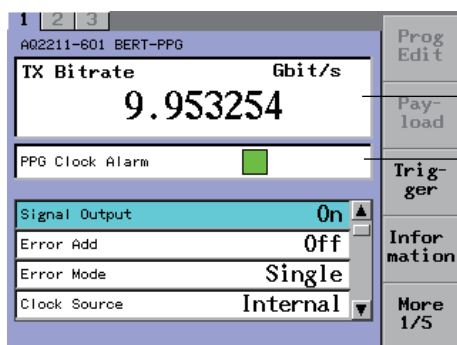 1 2 3
AQ2211-601 BERT-PPG
TX Bitrate Gbit/s
9.953254
PPG Clock Alarm
Signal Output On
Error Add Off
Error Mode Single
Clock Source Internal
Prog
Edit
Pay-
load
Trig-
ger
Infor
mation
More
1/5